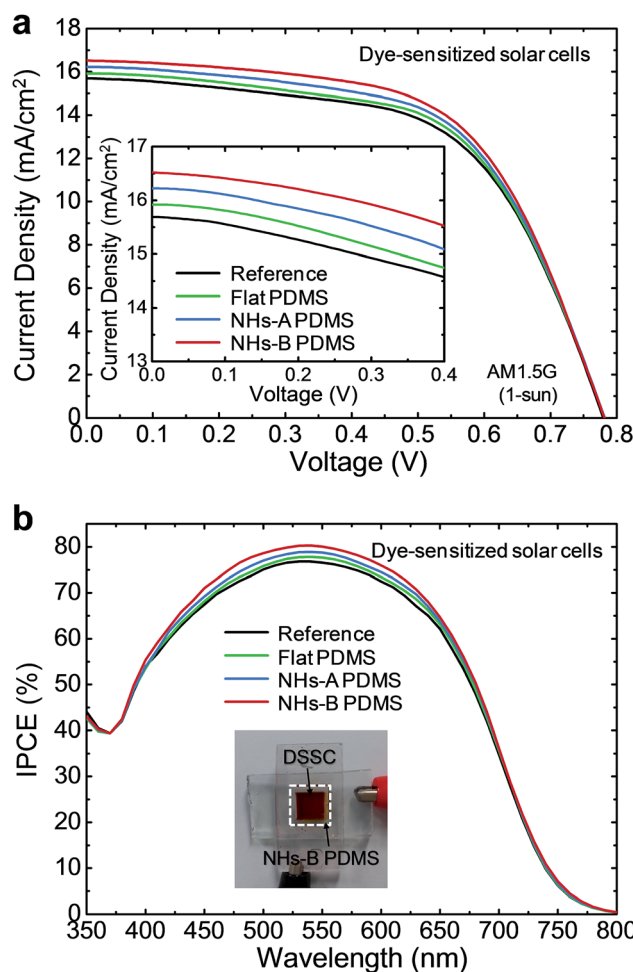 a
18
16
14
12
10
8
6
4
2
0
Current Density (mA/cm²)
Dye-sensitized solar cells
17
16
15
14
13
Current Density (mA/cm²)
Reference
Flat PDMS
NHs-A PDMS
NHs-B PDMS
0.0 0.1 0.2 0.3 0.4
Voltage (V)
AM1.5G
(1-sun)
0.0 0.1 0.2 0.3 0.4 0.5 0.6 0.7 0.8
Voltage (V)
b
80
70
60
50
40
30
20
10
0
IPCE (%)
Dye-sensitized solar cells
Reference
Flat PDMS
NHs-A PDMS
NHs-B PDMS
DSSC
NHs-B PDMS
350 400 450 500 550 600 650 700 750 800
Wavelength (nm)